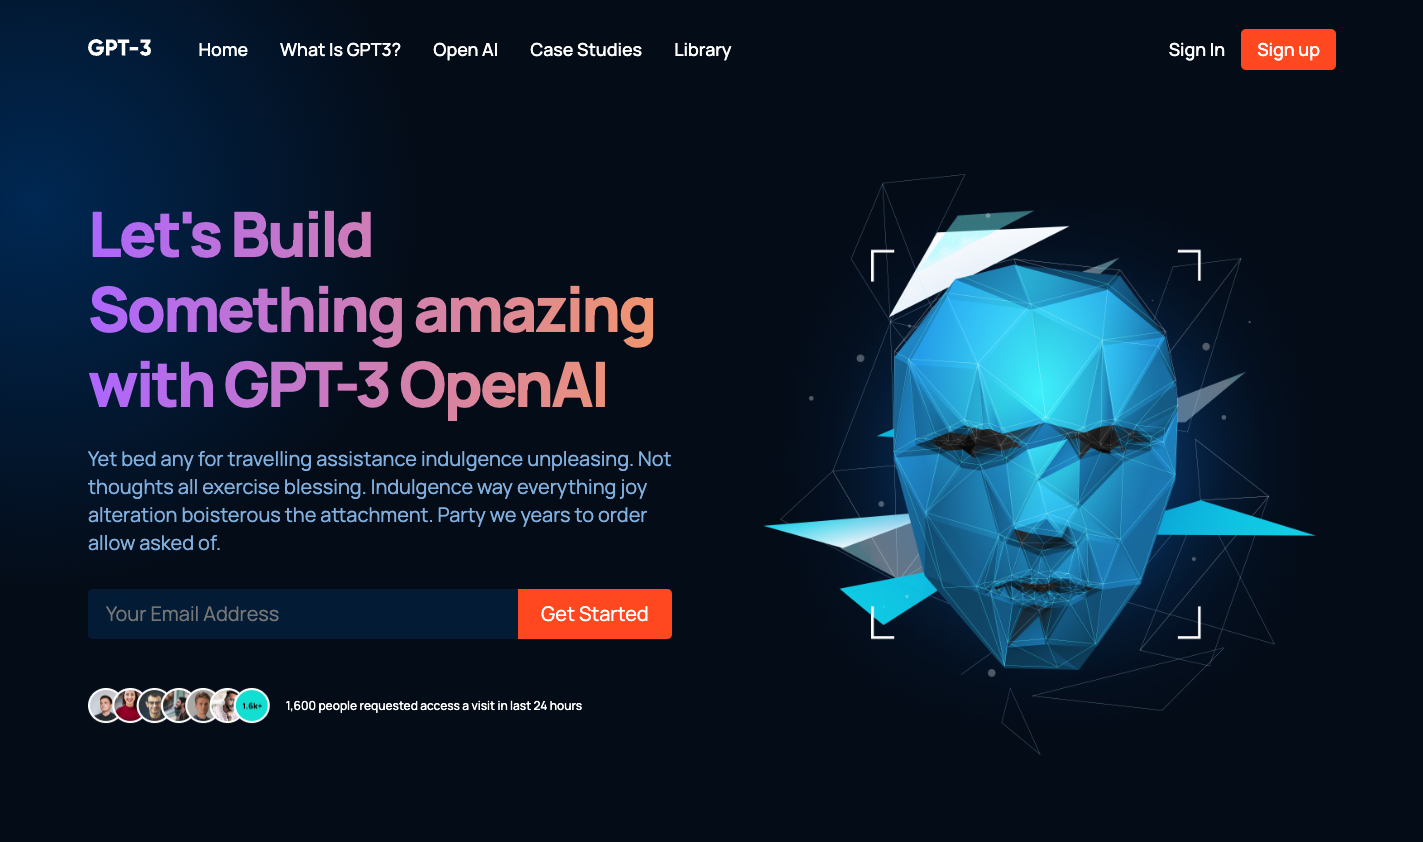 GPT-3
Home What Is GPT3? Open AI Case Studies Library
Sign In Sign up
Let's Build
Something amazing
with GPT-3 OpenAI
Yet bed any for travelling assistance indulgence unpleasing. Not
thoughts all exercise blessing. Indulgence way everything joy
alteration boisterous the attachment. Party we years to order
allow asked of.
Your Email Address Get Started
1.6k+
1,600 people requested access a visit in last 24 hours